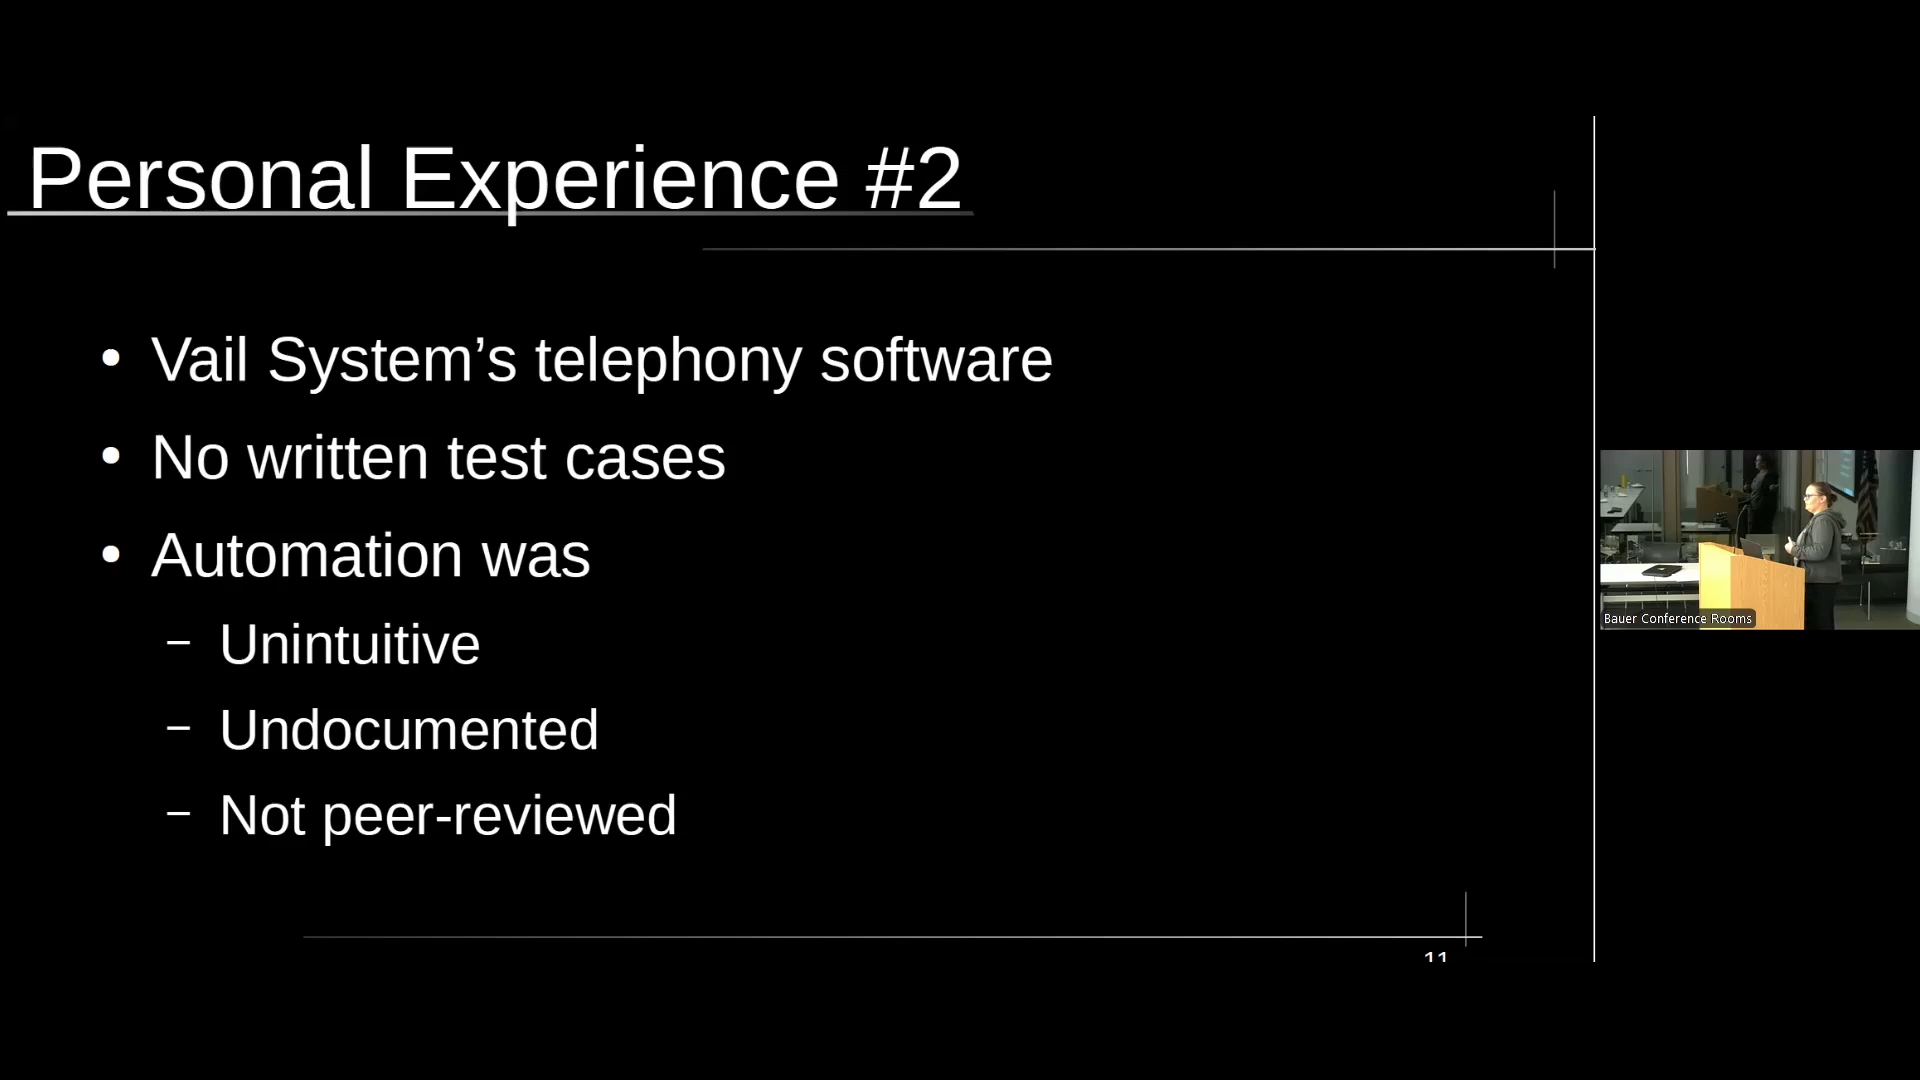 Personal Experience #2
• Vail System’s telephony software
• No written test cases
• Automation was
– Unintuitive
– Undocumented
– Not peer-reviewed
11
Bauer Conference Rooms